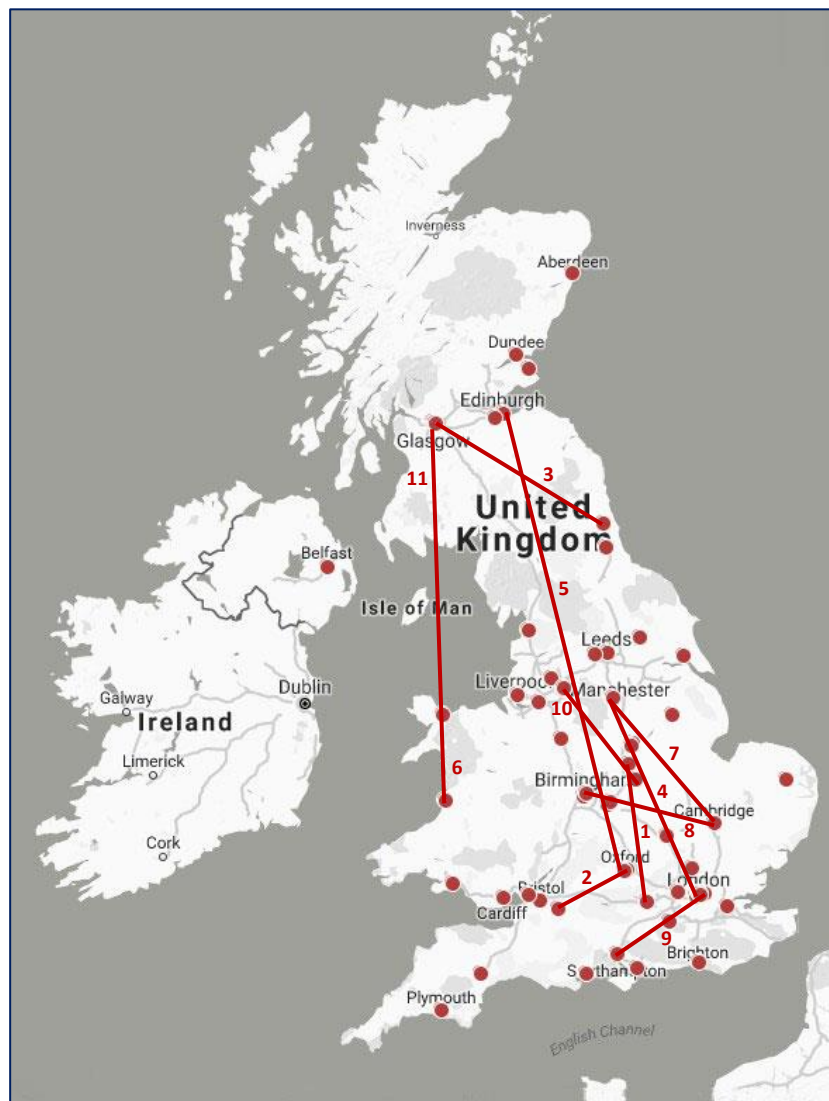 Inverness
Aberdeen
Dundee
Edinburgh
Glasgow
11
3
United
Kingdom
Belfast
5
Isle of Man
Leeds
Dublin
Liverpool
Manchester
Galway
10
Ireland
7
Limerick
6
Birmingham
4
Cambridge
1
8
Cork
Oxford
2
London
Bristol
Cardiff
9
Brighton
Southampton
Plymouth
English Channel